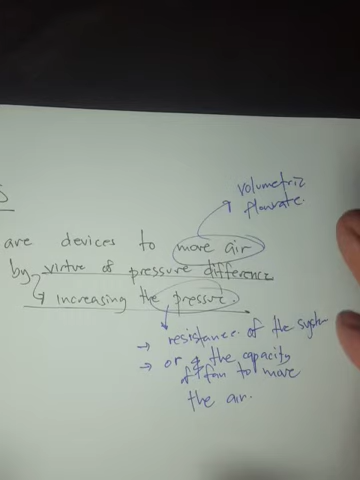 S
volumetric
flowrate.
are devices to move air
by virtue of pressure difference
↳ increasing the pressure.
→ resistance of the system
→ or the capacity
of fan to move
the air.